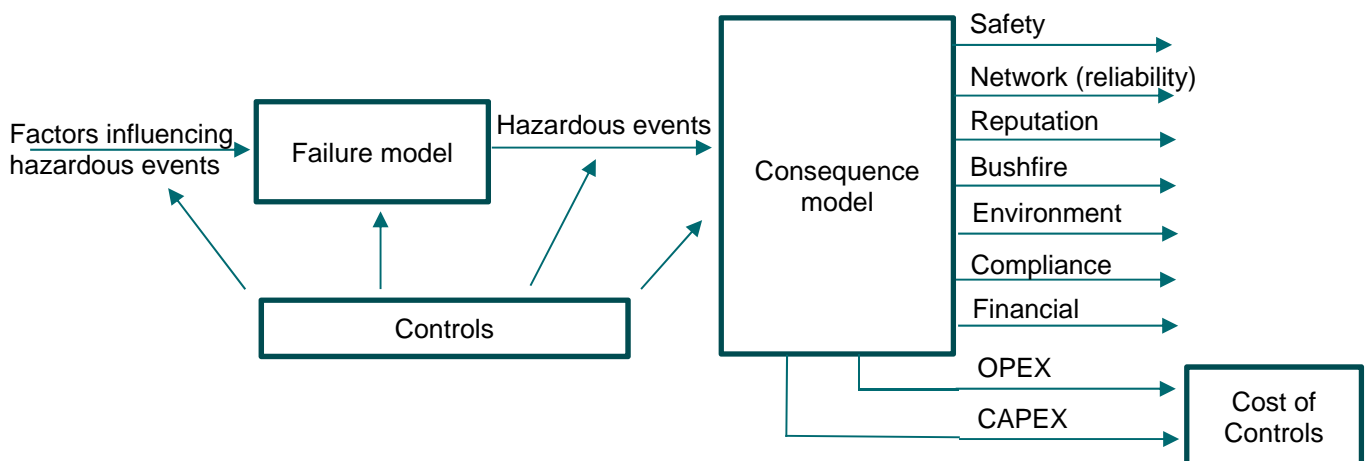 Factors influencing
hazardous events
Failure model
Hazardous events
Controls
Consequence
model
Safety
Network (reliability)
Reputation
Bushfire
Environment
Compliance
Financial
OPEX
CAPEX
Cost of
Controls